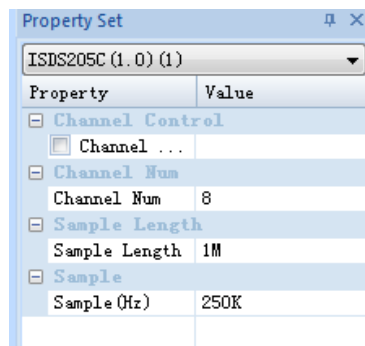 Property Set
ISDS205C(1.0)(1)
Property Value
Channel Control
Channel ...
Channel Num
Channel Num 8
Sample Length
Sample Length 1M
Sample
Sample(Hz) 250K